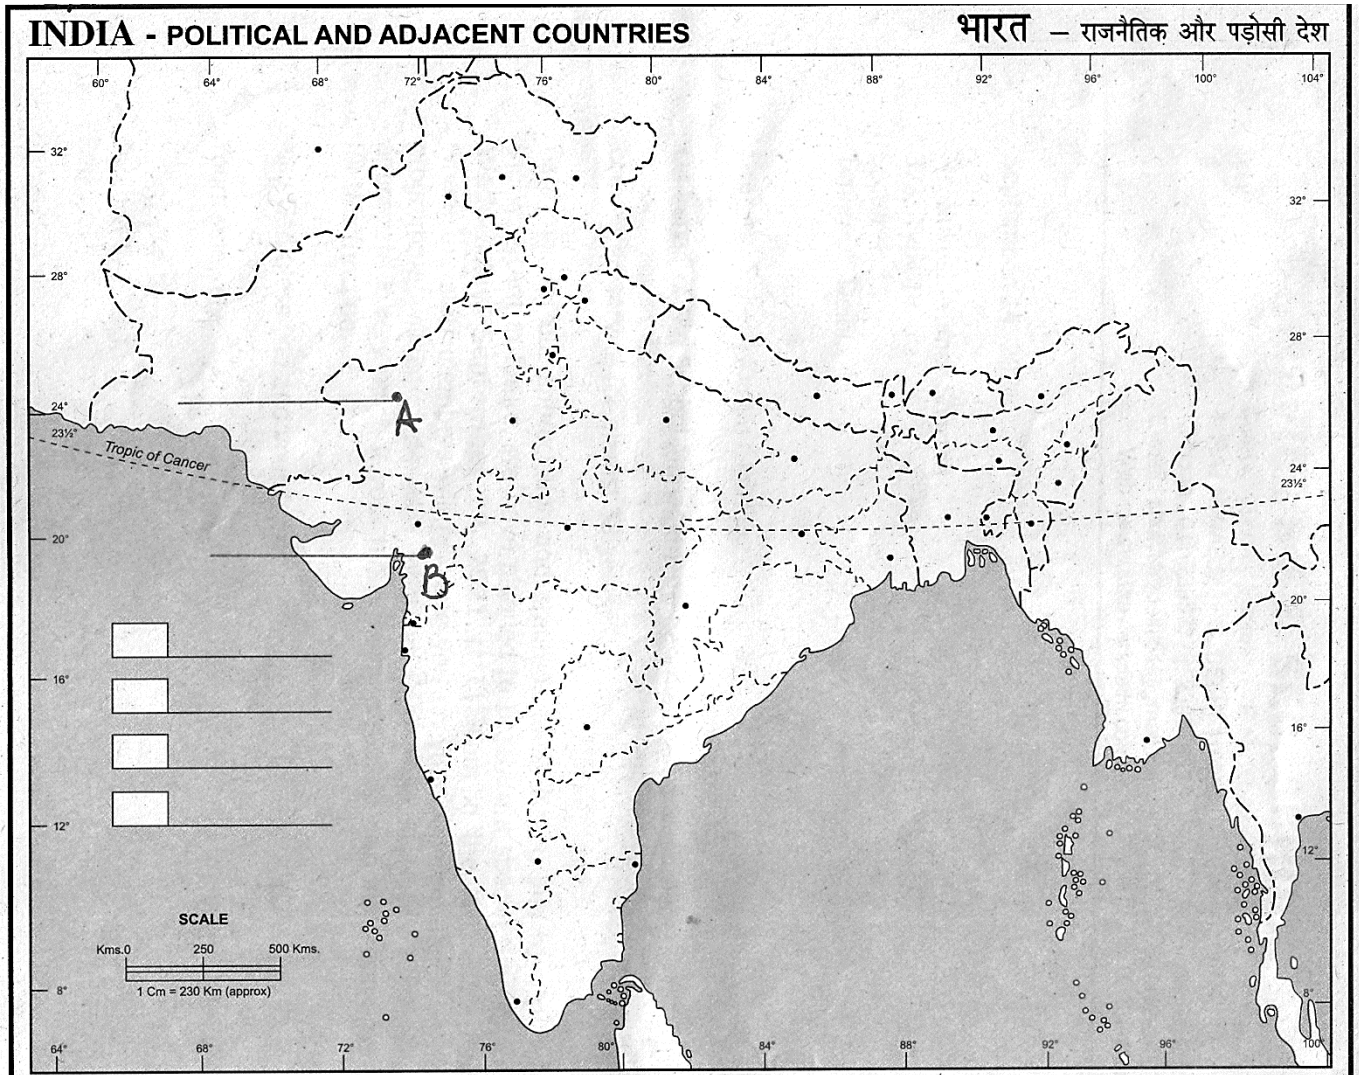 INDIA - POLITICAL AND ADJACENT COUNTRIES
भारत – राजनैतिक और पड़ोसी देश
60° 64° 68° 72° 76° 80° 84° 88° 92° 96° 100° 104°
32° 32°
28° 28°
24° 24°
23½° 23½°
Tropic of Cancer
A
20° 20°
B
16° 16°
12° 12°
SCALE
Kms.0 250 500 Kms.
1 Cm = 230 Km (approx)
8° 8°
64° 68° 72° 76° 80° 84° 88° 92° 96° 100°